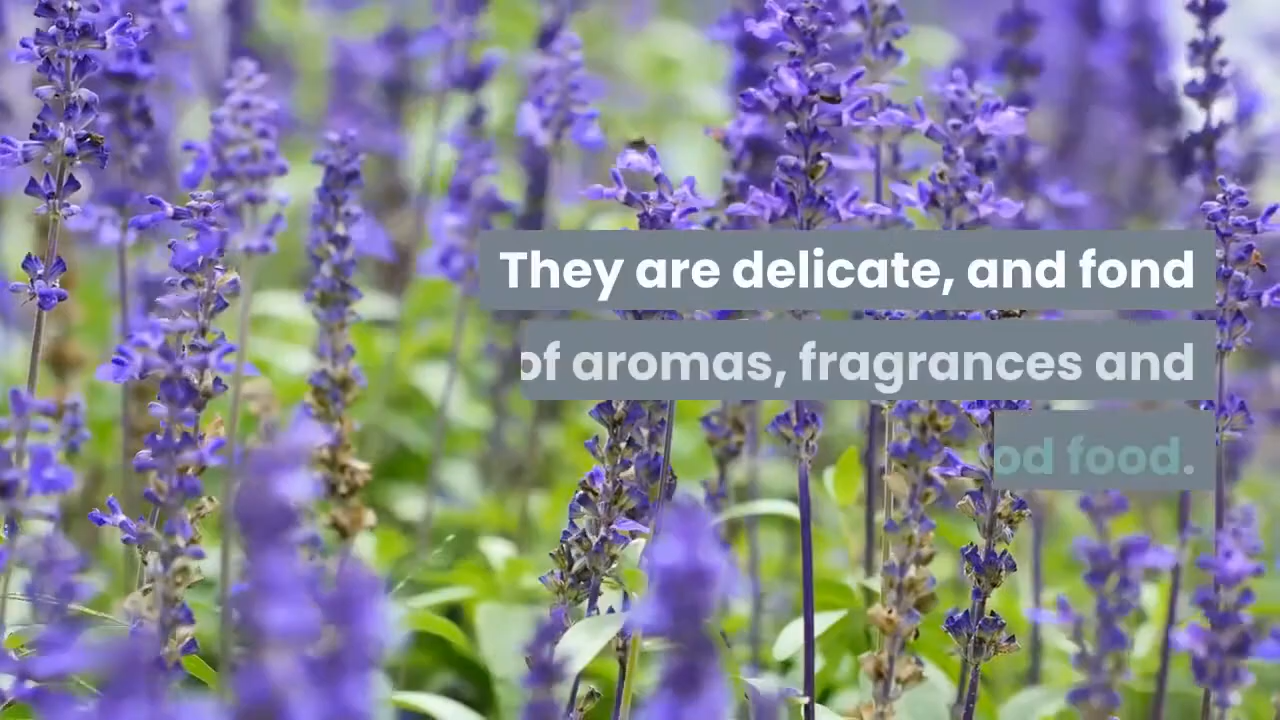 They are delicate, and fond
of aromas, fragrances and
food.